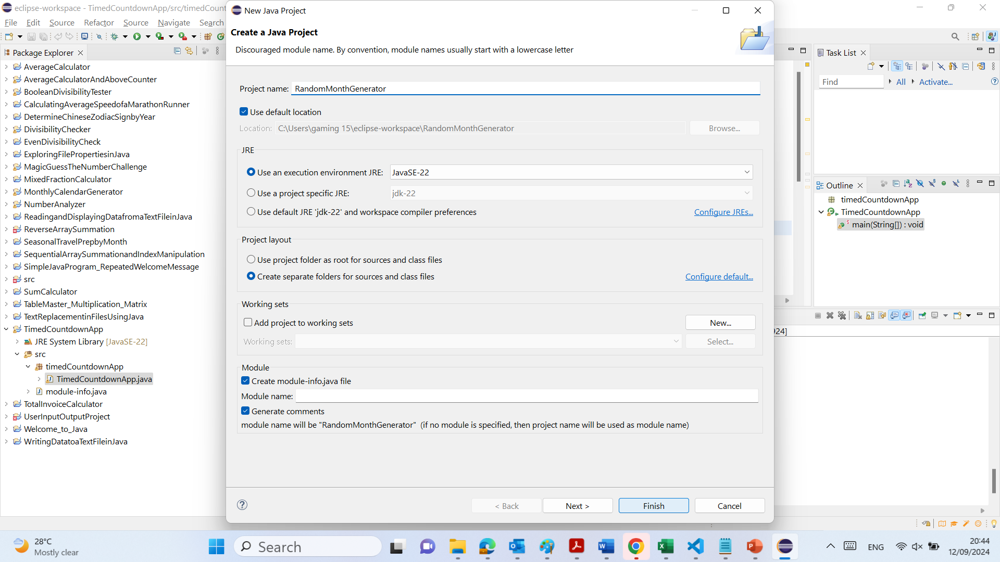 eclipse-workspace - TimedCountdownApp/src/timedCount
File Edit Source Refactor Source Navigate Search
Package Explorer
AverageCalculator
AverageCalculatorAndAboveCounter
BooleanDivisibilityTester
CalculatingAverageSpeedofaMarathonRunner
DetermineChineseZodiacSignbyYear
DivisibilityChecker
EvenDivisibilityCheck
ExploringFilePropertiesinJava
MagicGuessTheNumberChallenge
MixedFractionCalculator
MonthlyCalendarGenerator
NumberAnalyzer
ReadingandDisplayingDatafromaTextFileinJava
ReverseArraySummation
SeasonalTravelPrepbyMonth
SequentialArraySummationandIndexManipulation
SimpleJavaProgram_RepeatedWelcomeMessage
src
SumCalculator
TableMaster_Multiplication_Matrix
TextReplacementinFilesUsingJava
TimedCountdownApp
JRE System Library [JavaSE-22]
src
timedCountdownApp
TimedCountdownApp.java
module-info.java
TotalInvoiceCalculator
UserInputOutputProject
Welcome_to_Java
WritingDatatoaTextFileinJava
New Java Project
Create a Java Project
Discouraged module name. By convention, module names usually start with a lowercase letter
Project name: RandomMonthGenerator
Use default location
Location: C:\Users\gaming 15\eclipse-workspace\RandomMonthGenerator Browse...
JRE
Use an execution environment JRE: JavaSE-22
Use a project specific JRE: jdk-22
Use default JRE 'jdk-22' and workspace compiler preferences Configure JREs...
Project layout
Use project folder as root for sources and class files
Create separate folders for sources and class files Configure default...
Working sets
Add project to working sets New...
Working sets: Select...
Module
Create module-info.java file
Module name:
Generate comments
module name will be "RandomMonthGenerator" (if no module is specified, then project name will be used as module name)
< Back Next > Finish Cancel
Task List
Find All Activate...
Outline
timedCountdownApp
TimedCountdownApp
main(String[]) : void
924]
28°C
Mostly clear
Search
ENG
20:44
12/09/2024